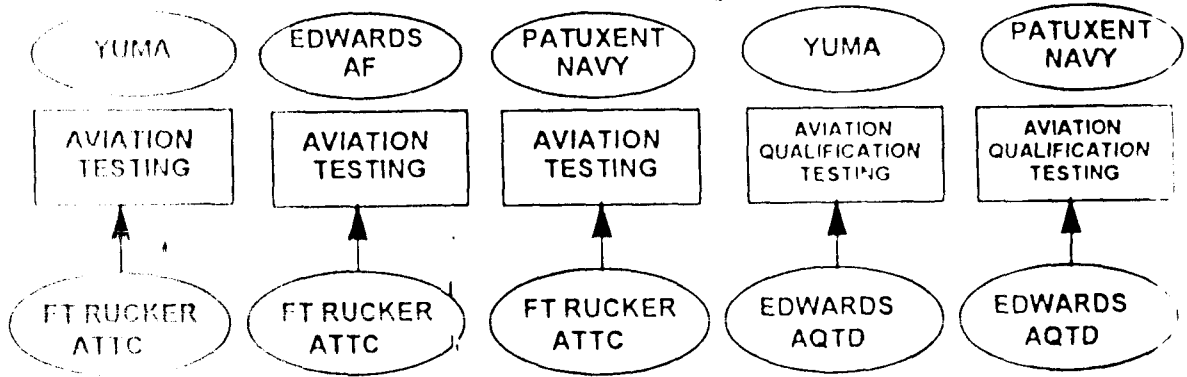 YUMA
EDWARDS
AF
PATUXENT
NAVY
YUMA
PATUXENT
NAVY
AVIATION
TESTING
AVIATION
TESTING
AVIATION
TESTING
AVIATION
QUALIFICATION
TESTING
AVIATION
QUALIFICATION
TESTING
FT RUCKER
ATTC
FT RUCKER
ATTC
FT RUCKER
ATTC
EDWARDS
AQTD
EDWARDS
AQTD